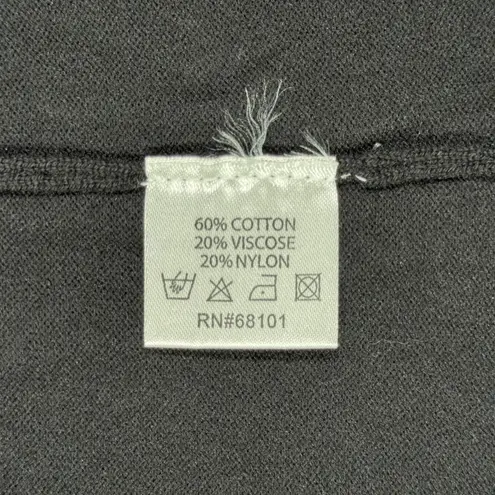 60% COTTON
20% VISCOSE
20% NYLON
RN#68101